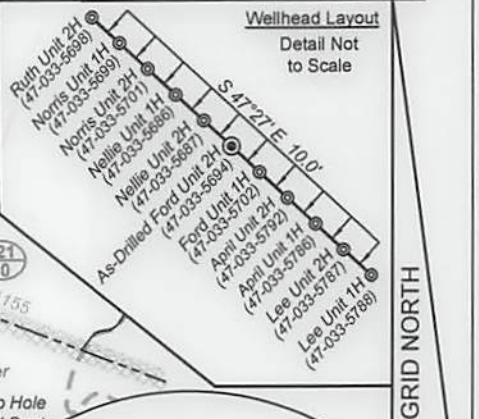 Wellhead Layout
Detail Not
to Scale
S 47°27' E 10.0'
Ruth Unit 2H
(47-033-5698)
Norris Unit 1H
(47-033-5699)
Norris Unit 2H
(47-033-5701)
Nellie Unit 1H
(47-033-5686)
Nellie Unit 2H
(47-033-5687)
As-Drilled Ford Unit 2H
(47-033-5694)
Ford Unit 1H
(47-033-5702)
April Unit 2H
(47-033-5792)
April Unit 1H
(47-033-5786)
Lee Unit 2H
(47-033-5787)
Lee Unit 1H
(47-033-5788)
GRID NORTH
21
0
155
er
Hole